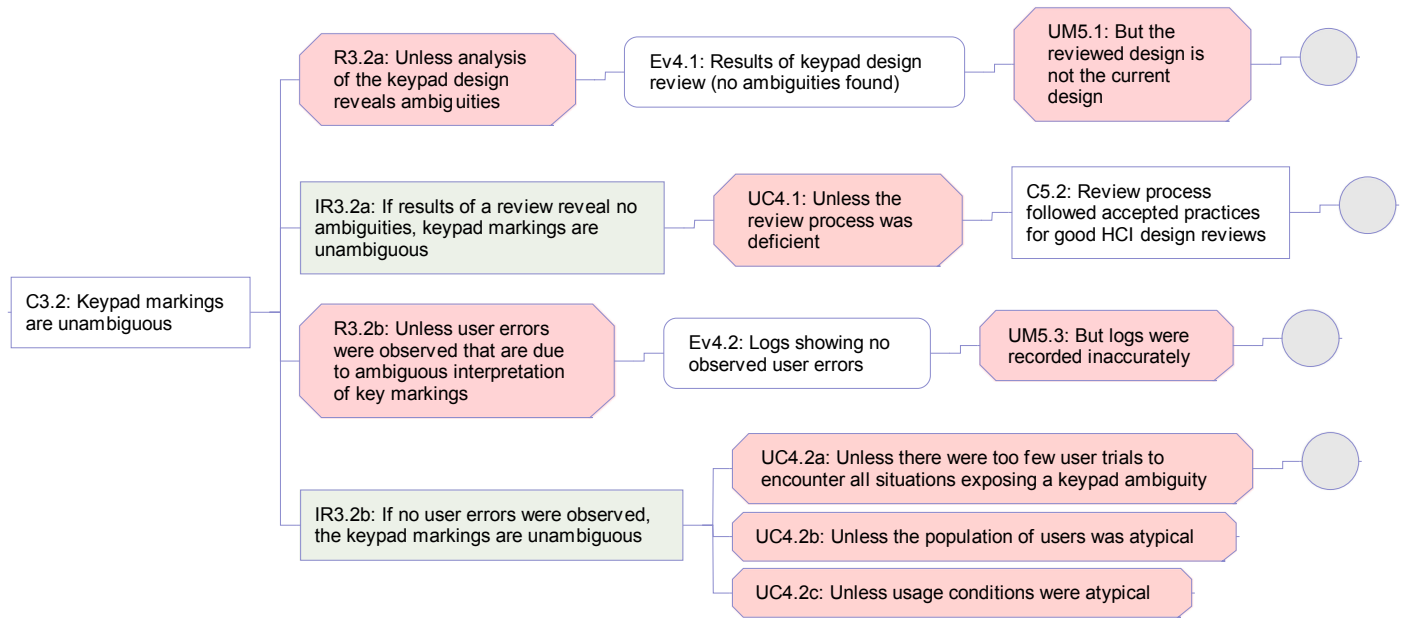 R3.2a: Unless analysis
of the keypad design
reveals ambiguities
Ev4.1: Results of keypad design
review (no ambiguities found)
UM5.1: But the
reviewed design is
not the current
design
IR3.2a: If results of a review reveal no
ambiguities, keypad markings are
unambiguous
UC4.1: Unless the
review process was
deficient
C5.2: Review process
followed accepted practices
for good HCI design reviews
C3.2: Keypad markings
are unambiguous
R3.2b: Unless user errors
were observed that are due
to ambiguous interpretation
of key markings
Ev4.2: Logs showing no
observed user errors
UM5.3: But logs were
recorded inaccurately
IR3.2b: If no user errors were observed,
the keypad markings are unambiguous
UC4.2a: Unless there were too few user trials to
encounter all situations exposing a keypad ambiguity
UC4.2b: Unless the population of users was atypical
UC4.2c: Unless usage conditions were atypical